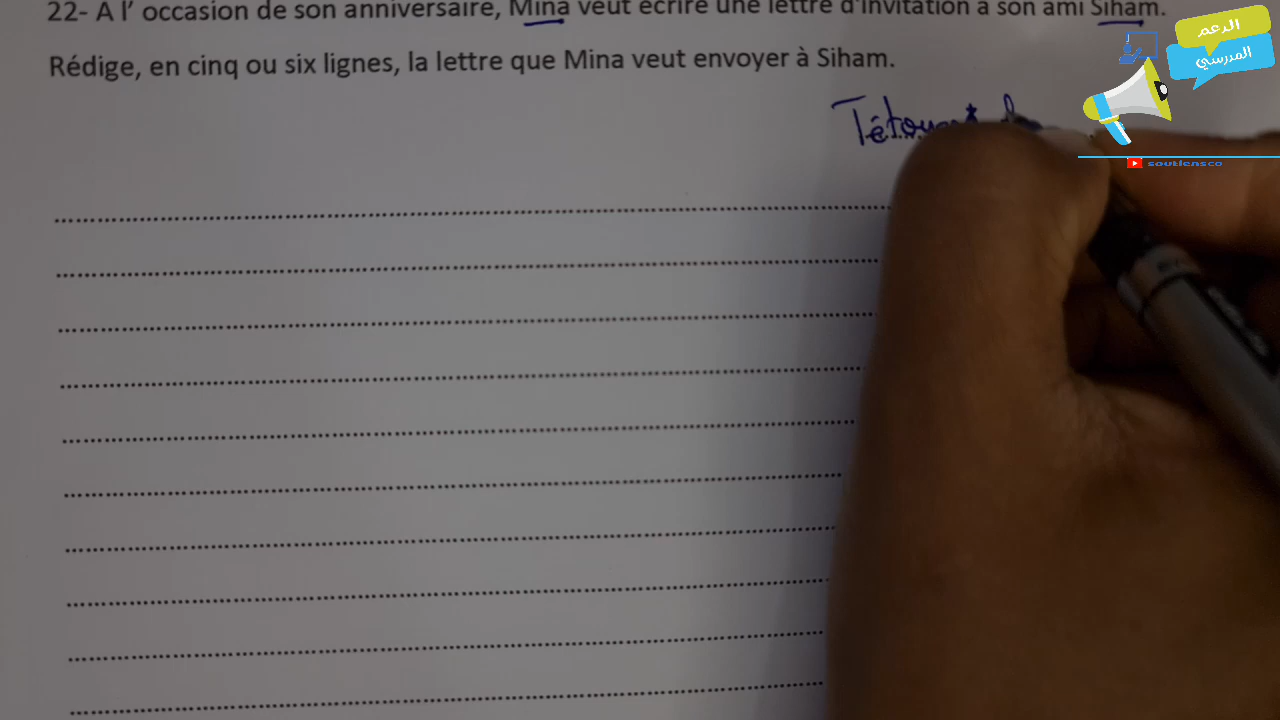 22- A l' occasion de son anniversaire, Mina veut écrire une lettre d'invitation à son ami Siham.
الدعم
المدرسي
Rédige, en cinq ou six lignes, la lettre que Mina veut envoyer à Siham.
soutiensco